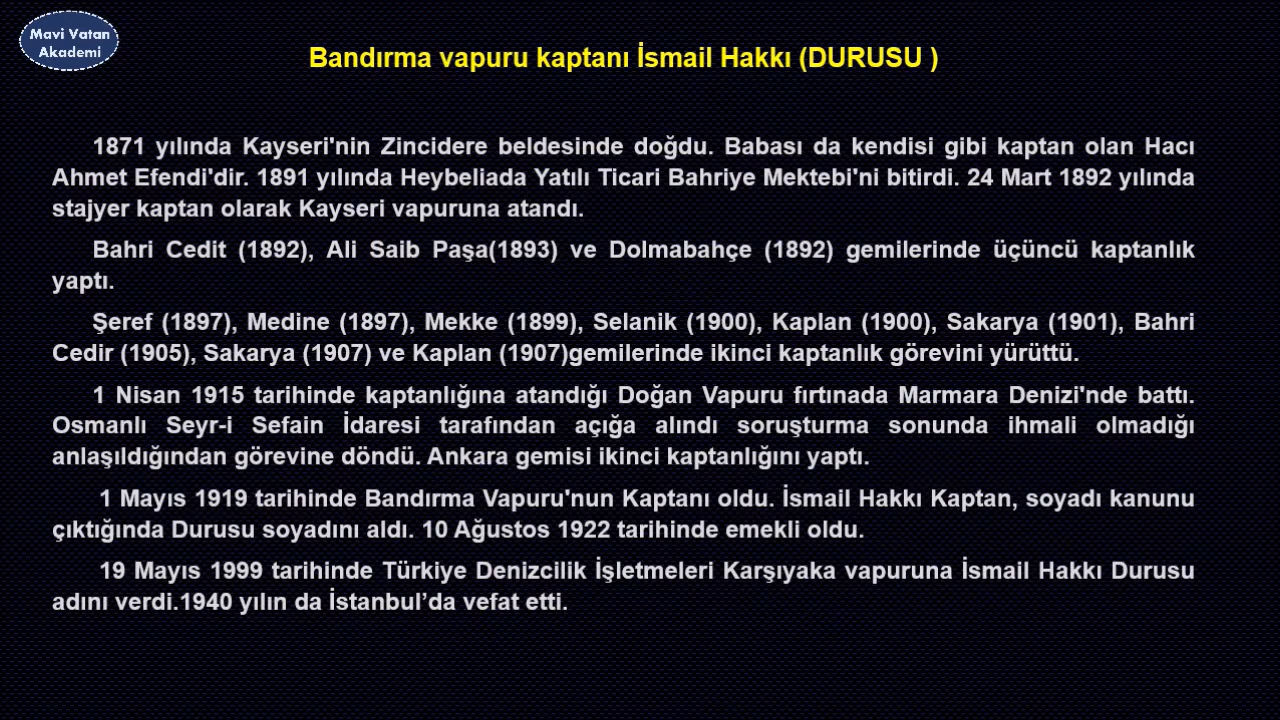 Mavi Vatan
Akademi
Bandırma vapuru kaptanı İsmail Hakkı (DURUSU )
1871 yılında Kayseri'nin Zincidere beldesinde doğdu. Babası da kendisi gibi kaptan olan Hacı
Ahmet Efendi'dir. 1891 yılında Heybeliada Yatılı Ticari Bahriye Mektebi'ni bitirdi. 24 Mart 1892 yılında
stajyer kaptan olarak Kayseri vapuruna atandı.
Bahri Cedit (1892), Ali Saib Paşa(1893) ve Dolmabahçe (1892) gemilerinde üçüncü kaptanlık
yaptı.
Şeref (1897), Medine (1897), Mekke (1899), Selanik (1900), Kaplan (1900), Sakarya (1901), Bahri
Cedir (1905), Sakarya (1907) ve Kaplan (1907)gemilerinde ikinci kaptanlık görevini yürüttü.
1 Nisan 1915 tarihinde kaptanlığına atandığı Doğan Vapuru fırtınada Marmara Denizi'nde battı.
Osmanlı Seyr-i Sefain İdaresi tarafından açığa alındı soruşturma sonunda ihmali olmadığı
anlaşıldığından görevine döndü. Ankara gemisi ikinci kaptanlığını yaptı.
1 Mayıs 1919 tarihinde Bandırma Vapuru'nun Kaptanı oldu. İsmail Hakkı Kaptan, soyadı kanunu
çıktığında Durusu soyadını aldı. 10 Ağustos 1922 tarihinde emekli oldu.
19 Mayıs 1999 tarihinde Türkiye Denizcilik İşletmeleri Karşıyaka vapuruna İsmail Hakkı Durusu
adını verdi.1940 yılın da İstanbul’da vefat etti.